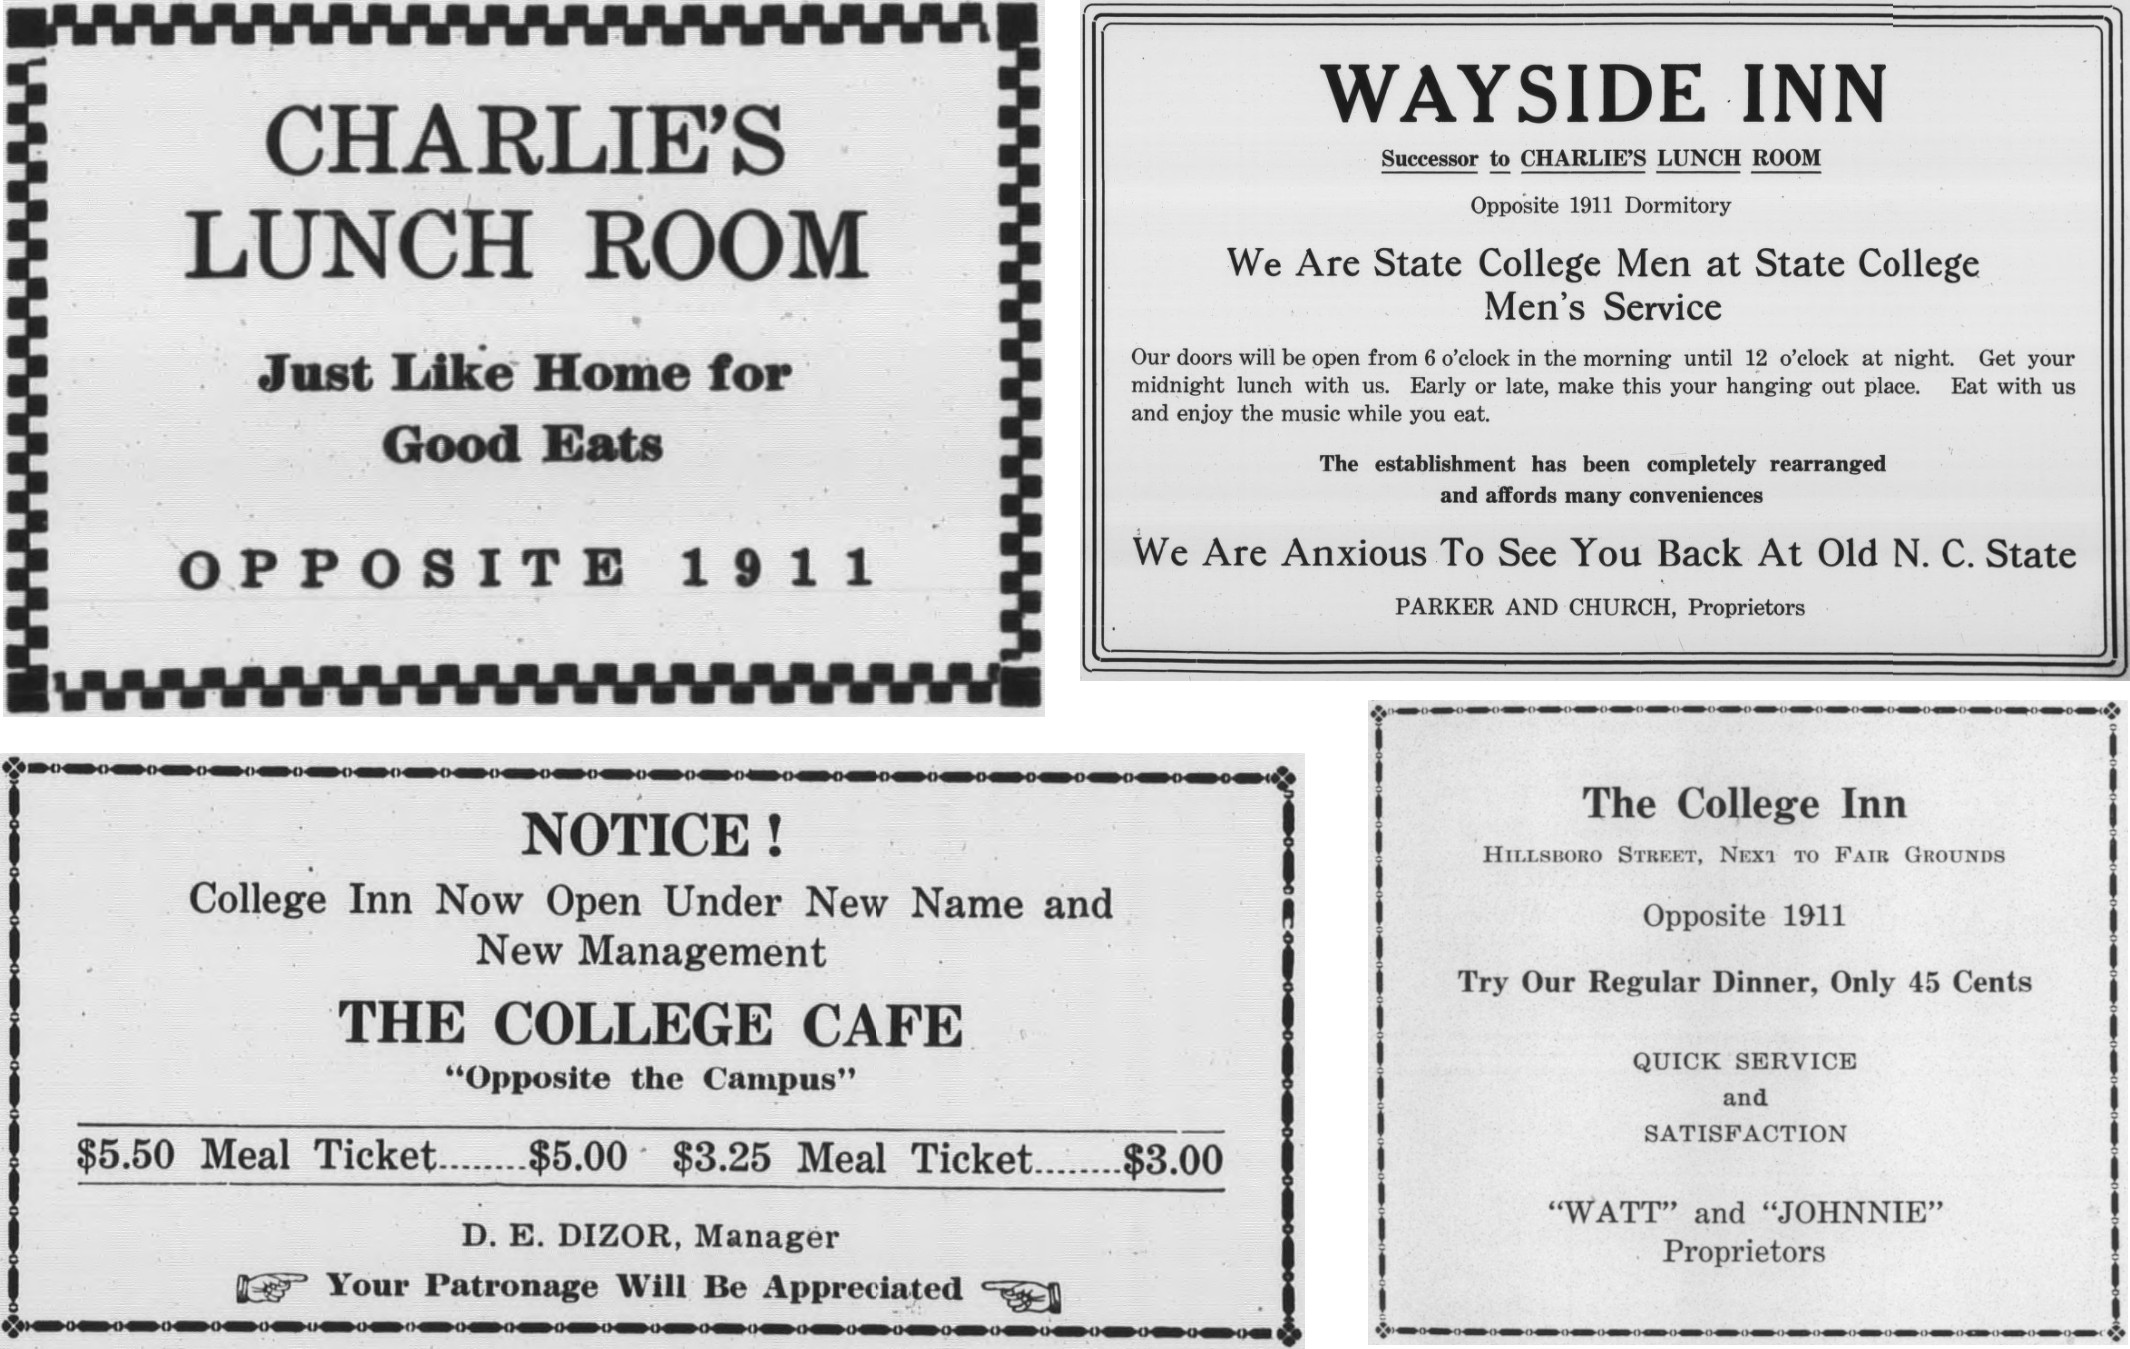 CHARLIE'S
LUNCH ROOM
Just Like Home for
Good Eats
OPPOSITE 1911
WAYSIDE INN
Successor to CHARLIE'S LUNCH ROOM
Opposite 1911 Dormitory
We Are State College Men at State College
Men's Service
Our doors will be open from 6 o'clock in the morning until 12 o'clock at night. Get your
midnight lunch with us. Early or late, make this your hanging out place. Eat with us
and enjoy the music while you eat.
The establishment has been completely rearranged
and affords many conveniences
We Are Anxious To See You Back At Old N. C. State
PARKER AND CHURCH, Proprietors
NOTICE!
College Inn Now Open Under New Name and
New Management
THE COLLEGE CAFE
"Opposite the Campus"
$5.50 Meal Ticket........$5.00 $3.25 Meal Ticket........$3.00
D. E. DIZOR, Manager
Your Patronage Will Be Appreciated
The College Inn
HILLSBORO STREET, NEXT TO FAIR GROUNDS
Opposite 1911
Try Our Regular Dinner, Only 45 Cents
QUICK SERVICE
and
SATISFACTION
"WATT" and "JOHNNIE"
Proprietors